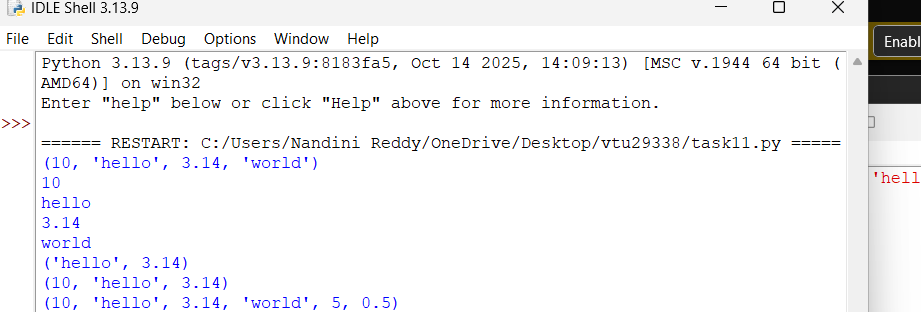 IDLE Shell 3.13.9
File Edit Shell Debug Options Window Help
Python 3.13.9 (tags/v3.13.9:8183fa5, Oct 14 2025, 14:09:13) [MSC v.1944 64 bit (
AMD64)] on win32
Enter "help" below or click "Help" above for more information.
>>>
====== RESTART: C:/Users/Nandini Reddy/OneDrive/Desktop/vtu29338/task11.py =====
(10, 'hello', 3.14, 'world')
10
hello
3.14
world
('hello', 3.14)
(10, 'hello', 3.14)
(10, 'hello', 3.14, 'world', 5, 0.5)
Enabl
'hell